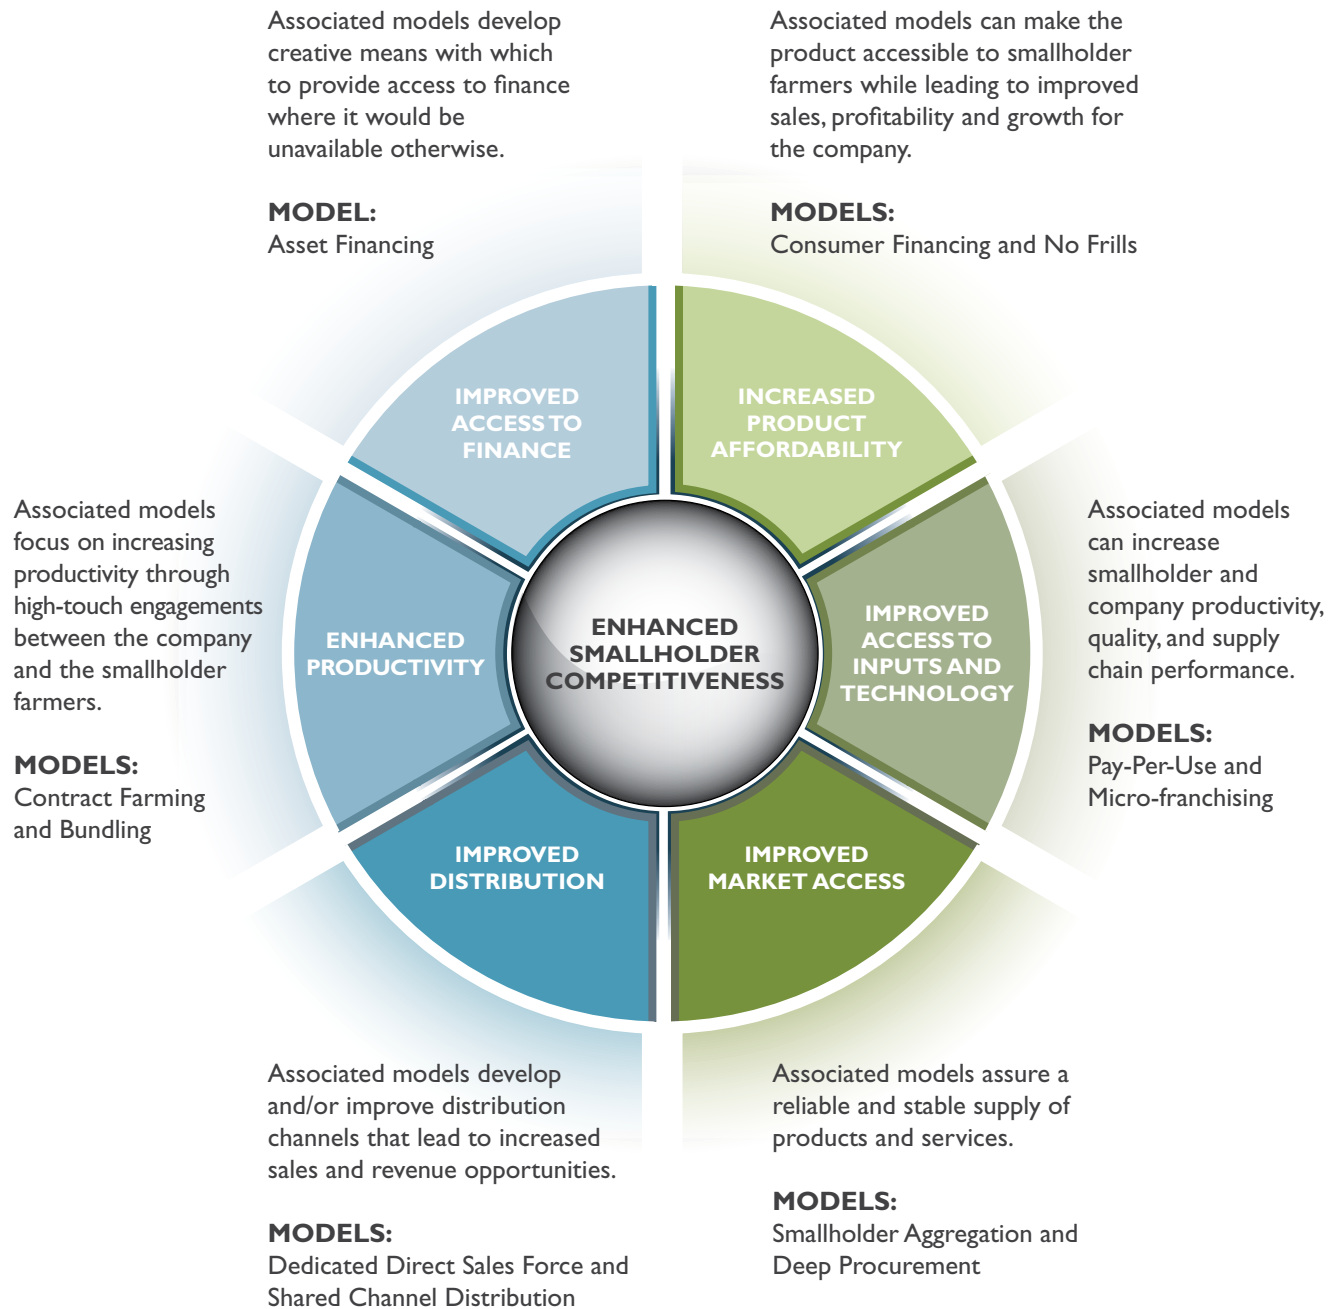 Associated models develop
creative means with which
to provide access to finance
where it would be
unavailable otherwise.
MODEL:
Asset Financing
Associated models can make the
product accessible to smallholder
farmers while leading to improved
sales, profitability and growth for
the company.
MODELS:
Consumer Financing and No Frills
IMPROVED
ACCESS TO
FINANCE
INCREASED
PRODUCT
AFFORDABILITY
Associated models
focus on increasing
productivity through
high-touch engagements
between the company
and the smallholder
farmers.
MODELS:
Contract Farming
and Bundling
ENHANCED
PRODUCTIVITY
ENHANCED
SMALLHOLDER
COMPETITIVENESS
IMPROVED
ACCESS TO
INPUTS AND
TECHNOLOGY
Associated models
can increase
smallholder and
company productivity,
quality, and supply
chain performance.
MODELS:
Pay-Per-Use and
Micro-franchising
IMPROVED
DISTRIBUTION
IMPROVED
MARKET ACCESS
Associated models develop
and/or improve distribution
channels that lead to increased
sales and revenue opportunities.
MODELS:
Dedicated Direct Sales Force and
Shared Channel Distribution
Associated models assure a
reliable and stable supply of
products and services.
MODELS:
Smallholder Aggregation and
Deep Procurement